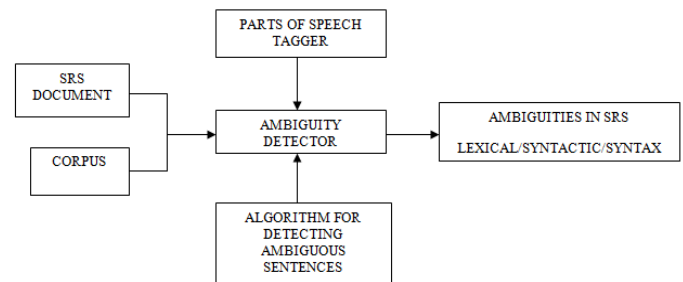 PARTS OF SPEECH
TAGGER
SRS
DOCUMENT
AMBIGUITY
DETECTOR
AMBIGUITIES IN SRS
LEXICAL/SYNTACTIC/SYNTAX
CORPUS
ALGORITHM FOR
DETECTING
AMBIGUOUS
SENTENCES